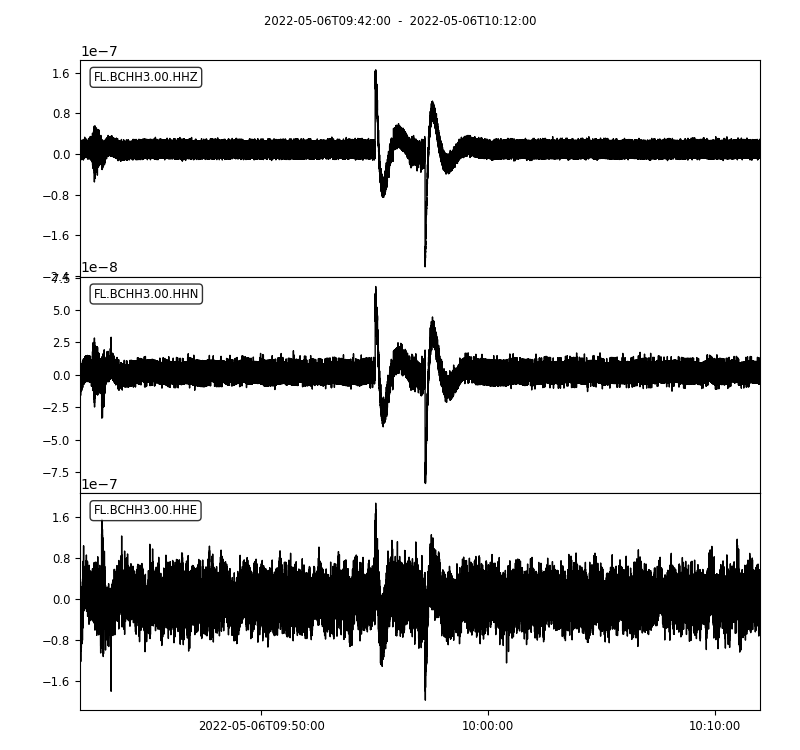 2022-05-06T09:42:00  -  2022-05-06T10:12:00
1e−7
FL.BCHH3.00.HHZ
1.6
0.8
0.0
−0.8
−1.6
−2.4
1e−8
7.5
FL.BCHH3.00.HHN
5.0
2.5
0.0
−2.5
−5.0
−7.5
1e−7
FL.BCHH3.00.HHE
1.6
0.8
0.0
−0.8
−1.6
2022-05-06T09:50:00
10:00:00
10:10:00